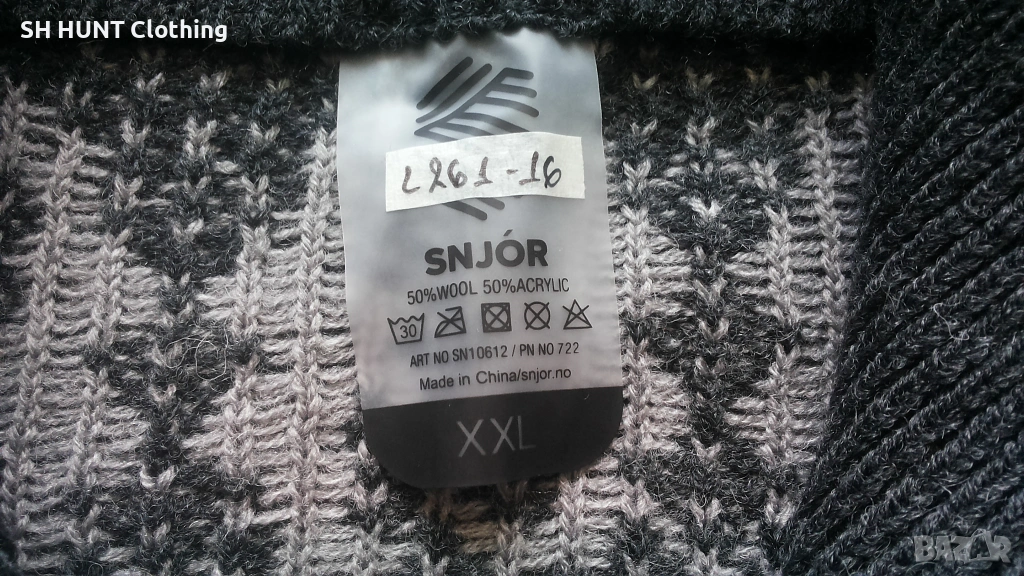 SH HUNT Clothing
L261-16
SNJÓR
50%WOOL 50%ACRYLIC
30
ART NO SN10612 / PN NO 722
Made in China/snjor.no
XXL
BAZAR